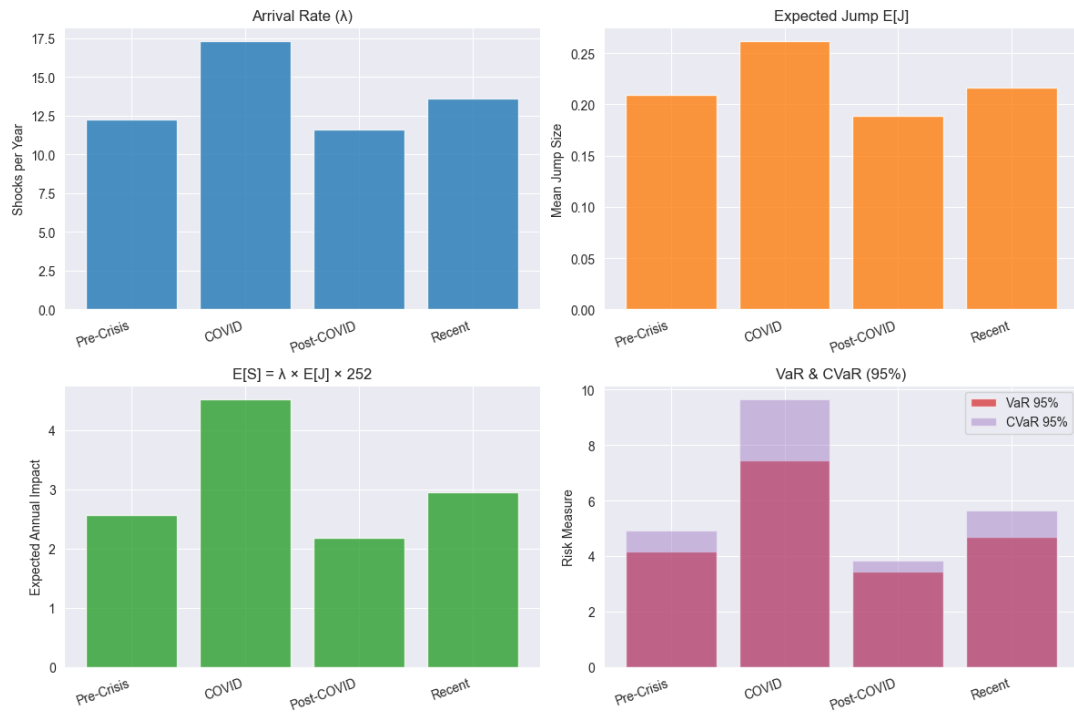 Arrival Rate (λ)
Shocks per Year
17.5
15.0
12.5
10.0
7.5
5.0
2.5
0.0
Pre-Crisis
COVID
Post-COVID
Recent
Expected Jump E[J]
Mean Jump Size
0.25
0.20
0.15
0.10
0.05
0.00
Pre-Crisis
COVID
Post-COVID
Recent
E[S] = λ × E[J] × 252
Expected Annual Impact
4
3
2
1
0
Pre-Crisis
COVID
Post-COVID
Recent
VaR & CVaR (95%)
Risk Measure
10
8
6
4
2
0
VaR 95%
CVaR 95%
Pre-Crisis
COVID
Post-COVID
Recent